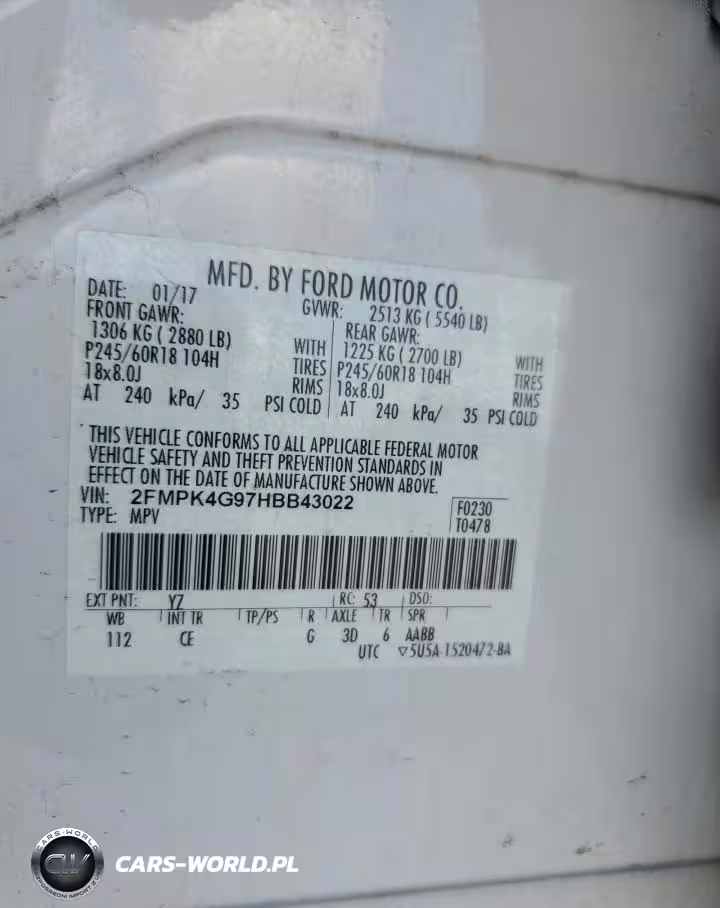 MFD. BY FORD MOTOR CO.
DATE: 01/17 GVWR: 2513 KG ( 5540 LB)
FRONT GAWR: REAR GAWR:
1306 KG ( 2880 LB) WITH 1225 KG ( 2700 LB) WITH
P245/60R18 104H TIRES P245/60R18 104H TIRES
18x8.0J RIMS 18x8.0J RIMS
AT 240 kPa/ 35 PSI COLD AT 240 kPa/ 35 PSI COLD
THIS VEHICLE CONFORMS TO ALL APPLICABLE FEDERAL MOTOR
VEHICLE SAFETY AND THEFT PREVENTION STANDARDS IN
EFFECT ON THE DATE OF MANUFACTURE SHOWN ABOVE.
VIN: 2FMPK4G97HBB43022 F0230
TYPE: MPV T0478
EXT PNT: YZ RC: 53 DSO:
WB INT TR TP/PS R AXLE TR SPR
112 CE G 3D 6 AABB
UTC ▽5U5A-1520472-BA
CARS-WORLD
CW
CARS-WORLD.PL